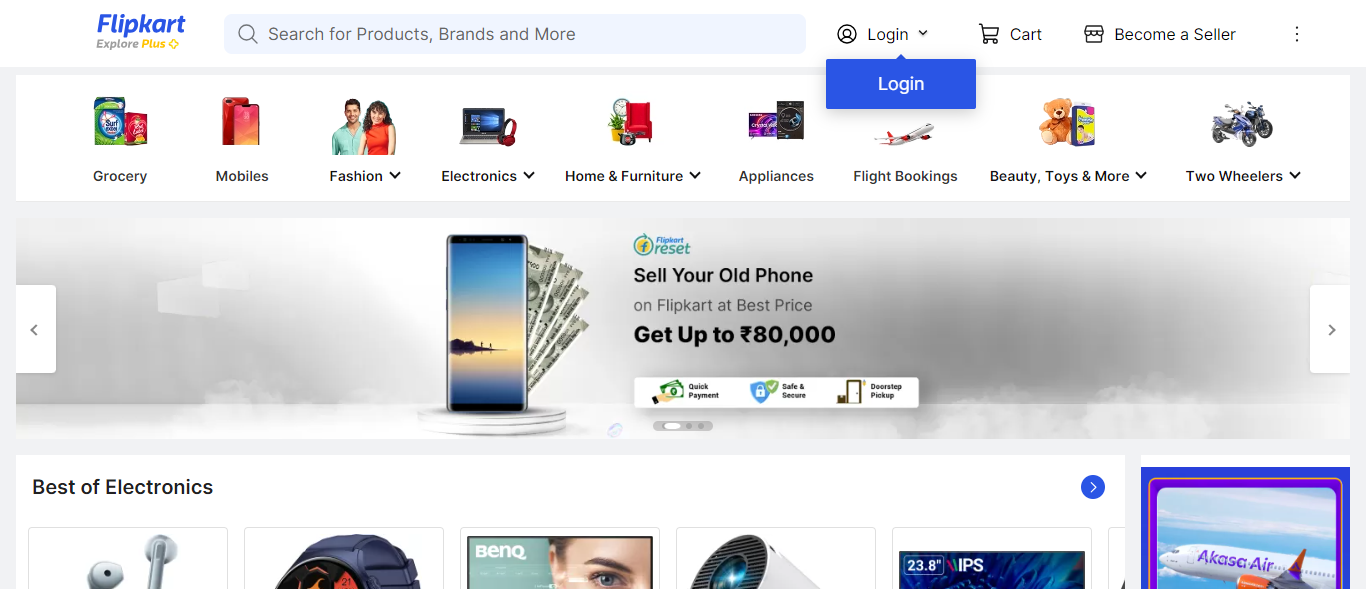 Flipkart
Explore Plus
Search for Products, Brands and More
Login
Cart
Become a Seller
Login
Surf excel
Grocery
Mobiles
Fashion
Electronics
Home & Furniture
Appliances
Flight Bookings
Beauty, Toys & More
Two Wheelers
Flipkart
reset
Sell Your Old Phone
on Flipkart at Best Price
Get Up to ₹80,000
Quick Payment
Safe & Secure
Doorstep Pickup
Best of Electronics
BenQ
21
23.8" IPS
Akasa Air